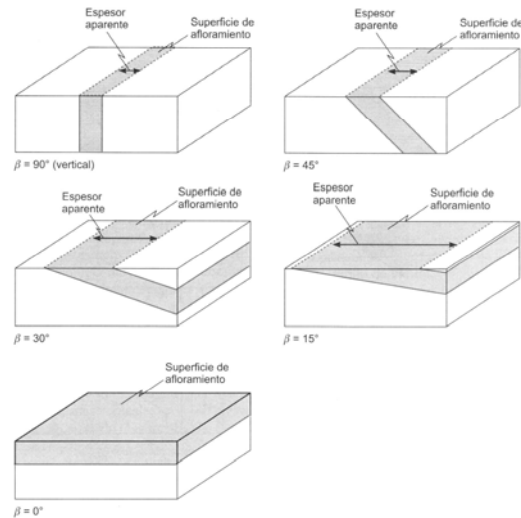 Espesor
aparente
Superficie de
afloramiento
β = 90° (vertical)
Espesor
aparente
Superficie de
afloramiento
β = 45°
Espesor
aparente
Superficie de
afloramiento
β = 30°
Espesor
aparente
Superficie de
afloramiento
β = 15°
Superficie de
afloramiento
β = 0°